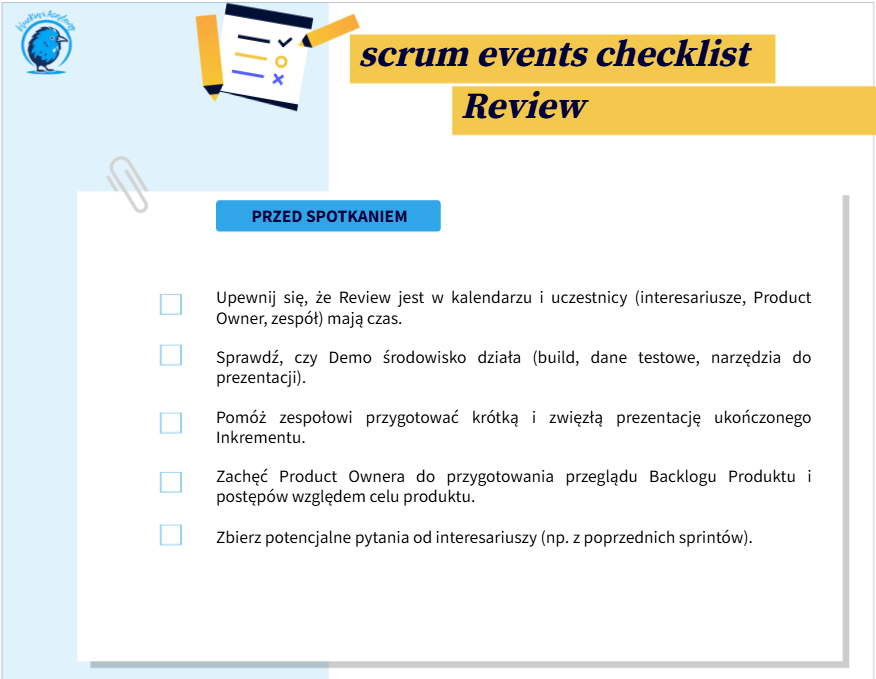 scrum events checklist
Review
PRZED SPOTKANIEM
Upewnij się, że Review jest w kalendarzu i uczestnicy (interesariusze, Product
Owner, zespół) mają czas.
Sprawdź, czy Demo środowisko działa (build, dane testowe, narzędzia do
prezentacji).
Pomóż zespołowi przygotować krótką i zwięzłą prezentację ukończonego
Inkrementu.
Zachęć Product Ownera do przygotowania przeglądu Backlogu Produktu i
postępów względem celu produktu.
Zbierz potencjalne pytania od interesariuszy (np. z poprzednich sprintów).